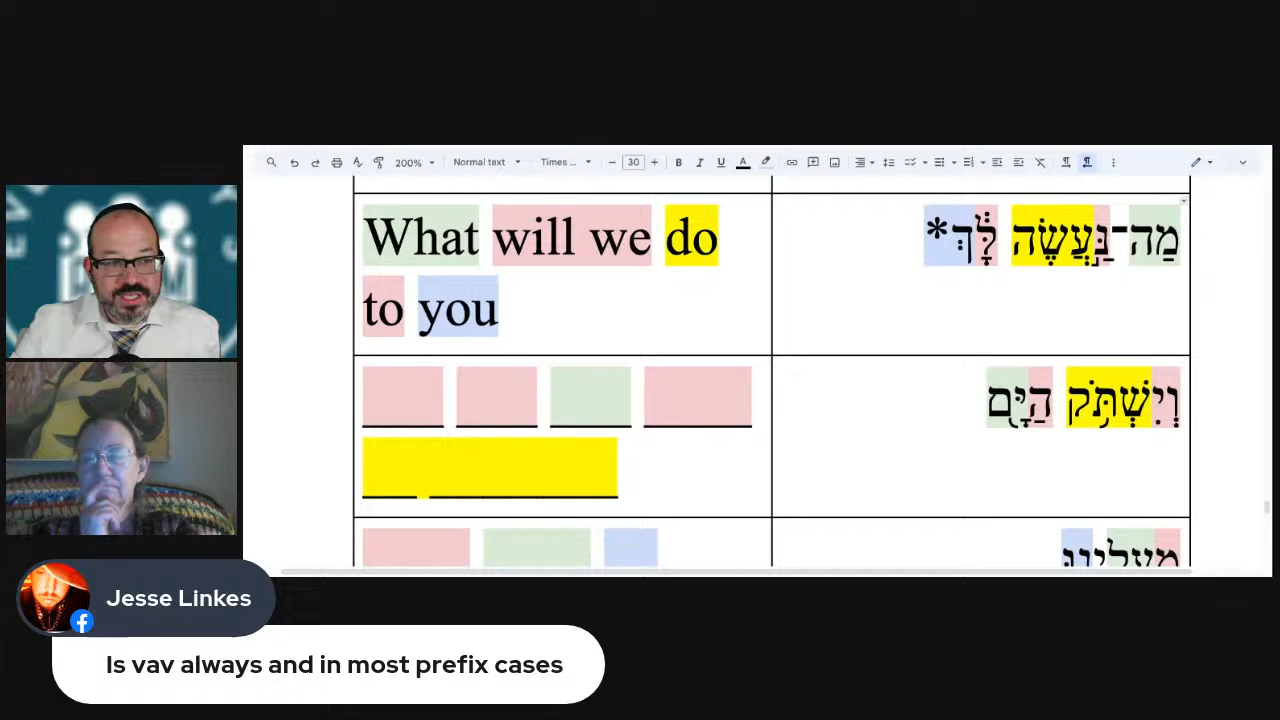 200%
Normal text
Times ...
30
B
I
U
A
What will we do
to you
מַה־נַּ֣עֲשֶׂה לָּ֔ךְ*
וְיִשְׁתֹּ֥ק הַיָּ֖ם
מֵעָלֵינוּ
Jesse Linkes
Is vav always and in most prefix cases